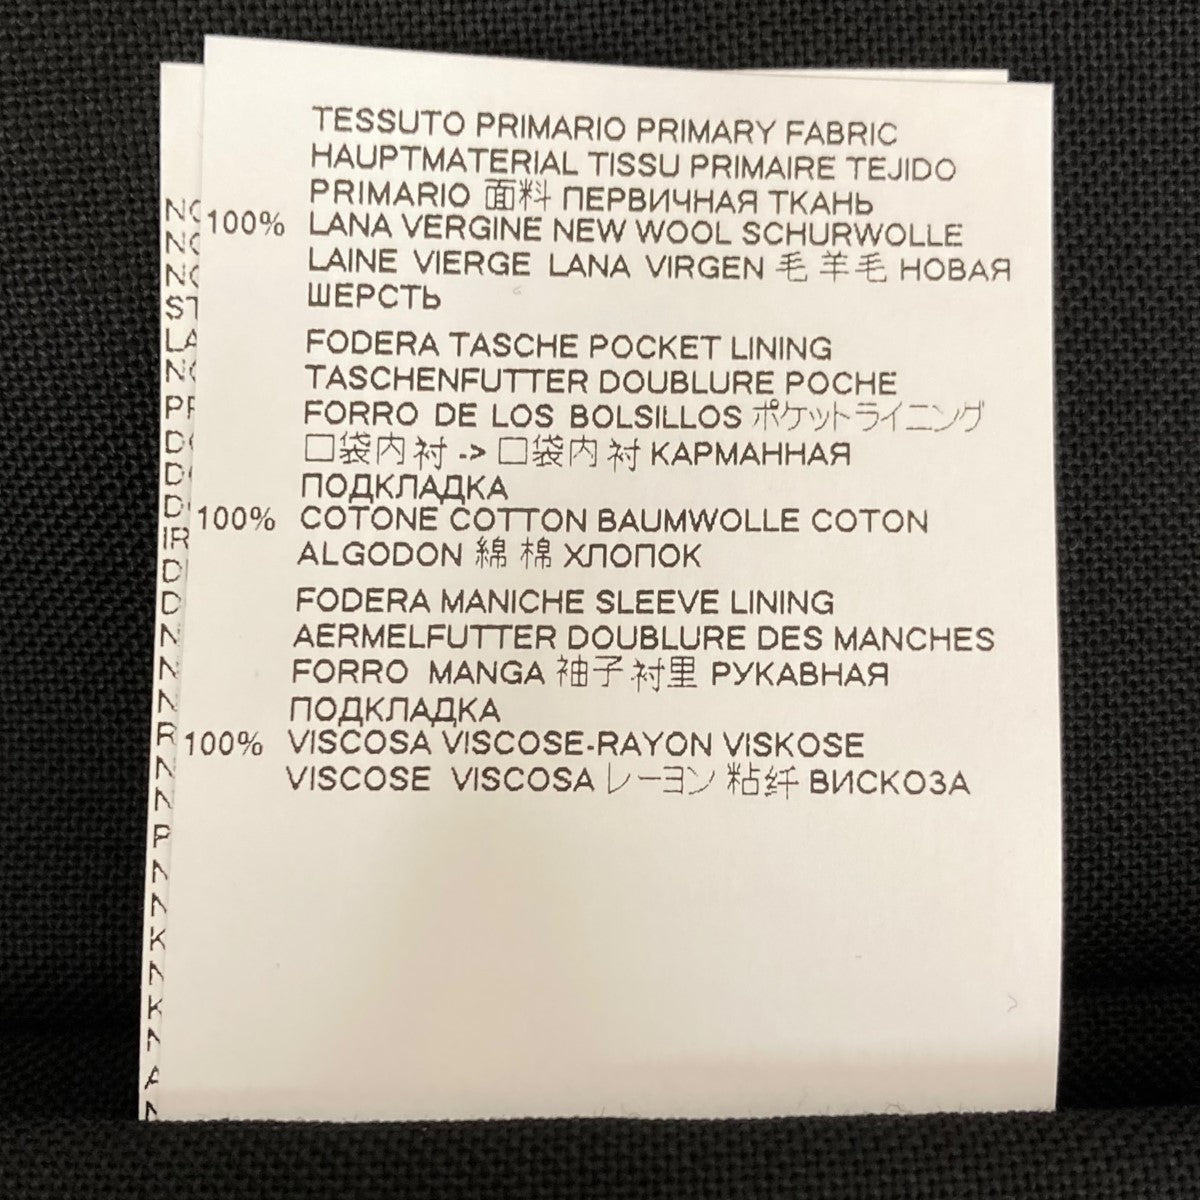 TESSUTO PRIMARIO PRIMARY FABRIC
HAUPTMATERIAL TISSU PRIMAIRE TEJIDO
PRIMARIO 面料 ПЕРВИЧНАЯ ТКАНЬ
100% LANA VERGINE NEW WOOL SCHURWOLLE
LAINE VIERGE LANA VIRGEN 毛 羊毛 НОВАЯ
ШЕРСТЬ
FODERA TASCHE POCKET LINING
TASCHENFUTTER DOUBLURE POCHE
FORRO DE LOS BOLSILLOS ポケットライニング
口袋内衬 -> 口袋内衬 КАРМАННАЯ
ПОДКЛАДКА
100% COTONE COTTON BAUMWOLLE COTON
ALGODON 綿 棉 ХЛОПОК
FODERA MANICHE SLEEVE LINING
AERMELFUTTER DOUBLURE DES MANCHES
FORRO MANGA 袖子衬里 РУКАВНАЯ
ПОДКЛАДКА
100% VISCOSA VISCOSE-RAYON VISKOSE
VISCOSE VISCOSA レーヨン 粘纤 ВИСКОЗА